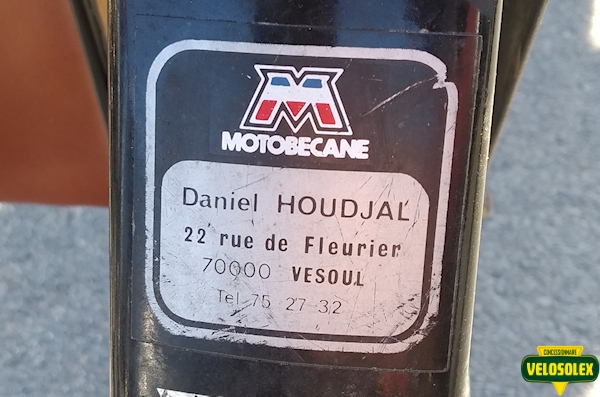 M
MOTOBECANE
Daniel HOUDJAL
22 rue de Fleurier
70000 VESOUL
Tel 75 27 32
CONCESSIONNAIRE
VELOSOLEX